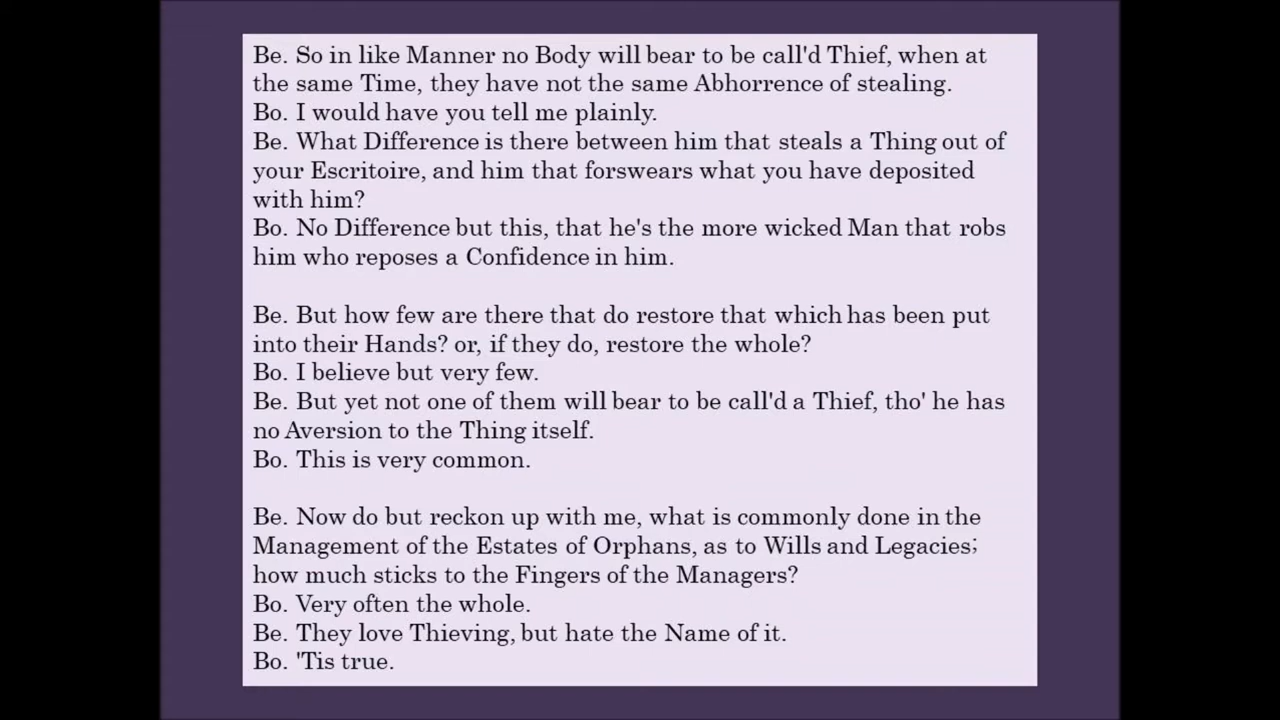 Be. So in like Manner no Body will bear to be call'd Thief, when at
the same Time, they have not the same Abhorrence of stealing.
Bo. I would have you tell me plainly.
Be. What Difference is there between him that steals a Thing out of
your Escritoire, and him that forswears what you have deposited
with him?
Bo. No Difference but this, that he's the more wicked Man that robs
him who reposes a Confidence in him.
Be. But how few are there that do restore that which has been put
into their Hands? or, if they do, restore the whole?
Bo. I believe but very few.
Be. But yet not one of them will bear to be call'd a Thief, tho' he has
no Aversion to the Thing itself.
Bo. This is very common.
Be. Now do but reckon up with me, what is commonly done in the
Management of the Estates of Orphans, as to Wills and Legacies;
how much sticks to the Fingers of the Managers?
Bo. Very often the whole.
Be. They love Thieving, but hate the Name of it.
Bo. 'Tis true.